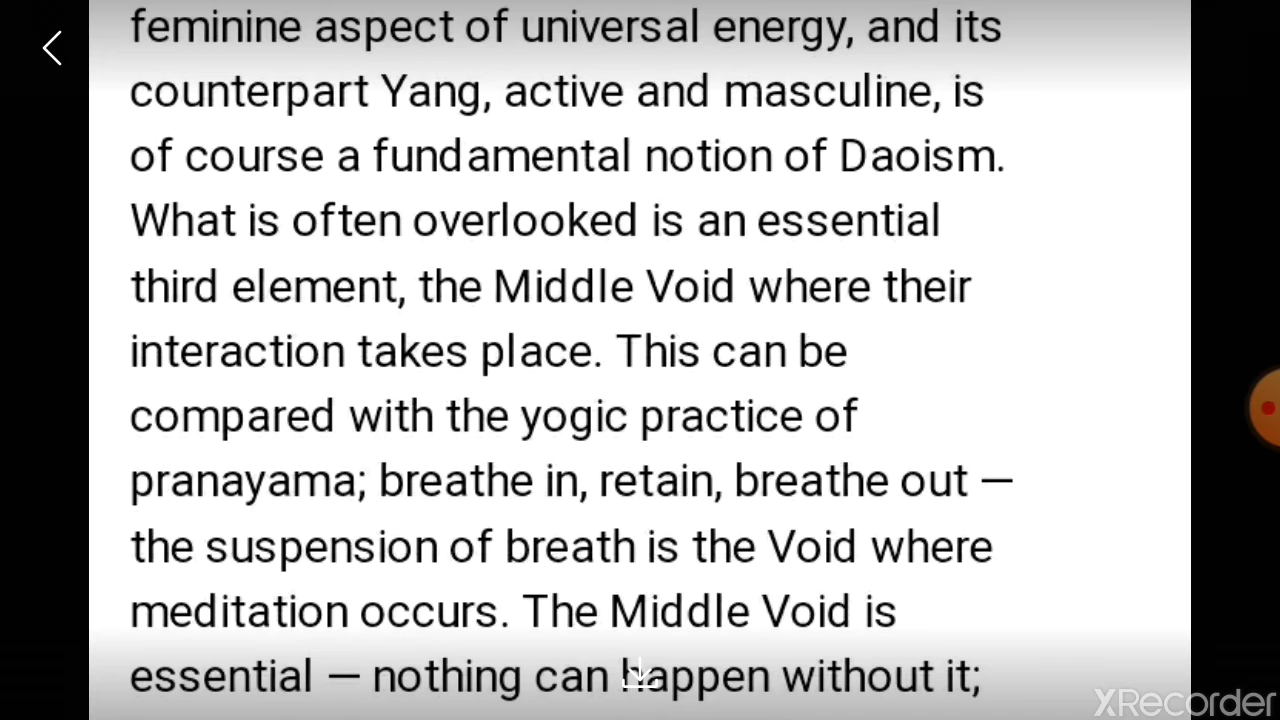 feminine aspect of universal energy, and its
counterpart Yang, active and masculine, is
of course a fundamental notion of Daoism.
What is often overlooked is an essential
third element, the Middle Void where their
interaction takes place. This can be
compared with the yogic practice of
pranayama; breathe in, retain, breathe out —
the suspension of breath is the Void where
meditation occurs. The Middle Void is
essential — nothing can happen without it;
XRecorder